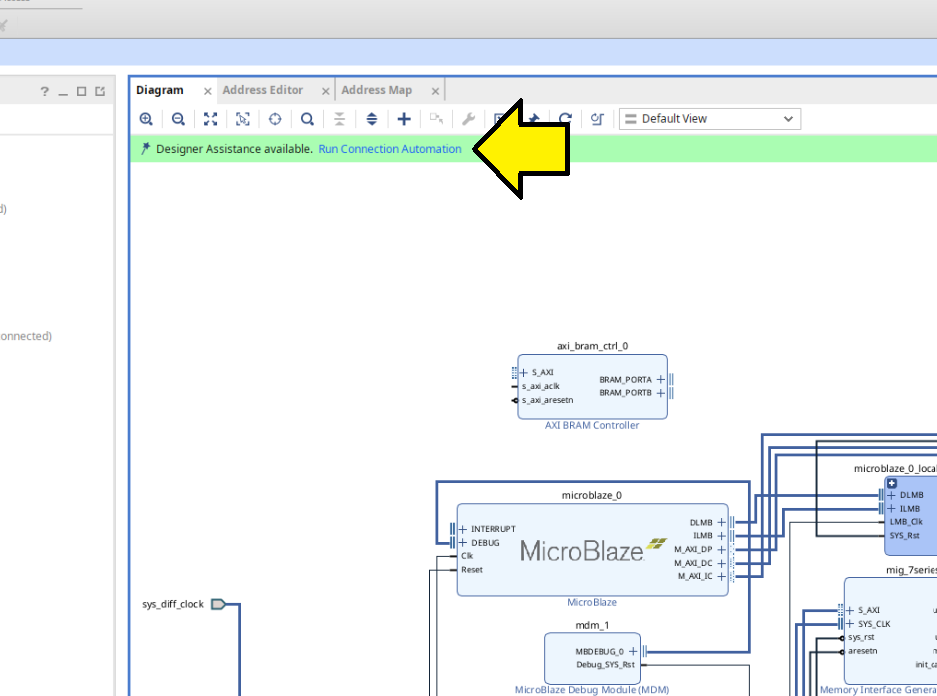 ?
Diagram × Address Editor × Address Map ×
Default View
Designer Assistance available. Run Connection Automation
d)
onnected)
axi_bram_ctrl_0
S_AXI
s_axi_aclk
s_axi_aresetn
BRAM_PORTA
BRAM_PORTB
AXI BRAM Controller
microblaze_0
INTERRUPT
DEBUG
Clk
Reset
MicroBlaze
DLMB
ILMB
M_AXI_DP
M_AXI_DC
M_AXI_IC
MicroBlaze
microblaze_0_local
DLMB
ILMB
LMB_Clk
SYS_Rst
sys_diff_clock
mdm_1
MBDEBUG_0
Debug_SYS_Rst
MicroBlaze Debug Module (MDM)
mig_7series
S_AXI
SYS_CLK
sys_rst
aresetn
init_ca
Memory Interface Genera